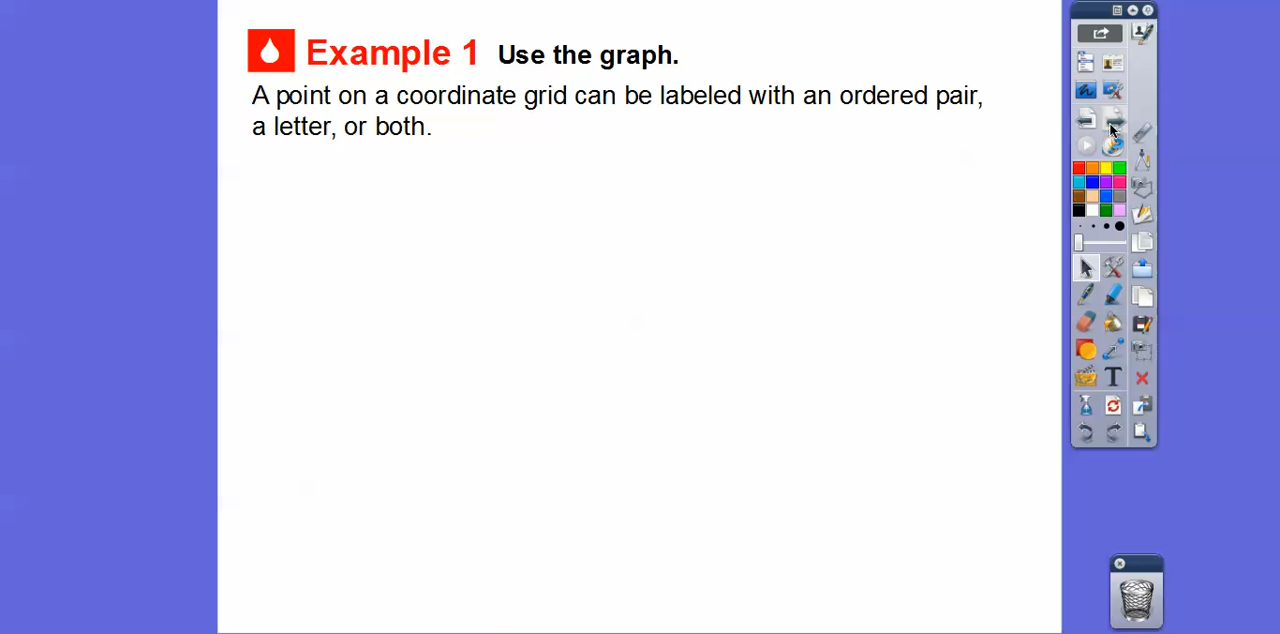 Example 1 Use the graph.
A point on a coordinate grid can be labeled with an ordered pair,
a letter, or both.
T